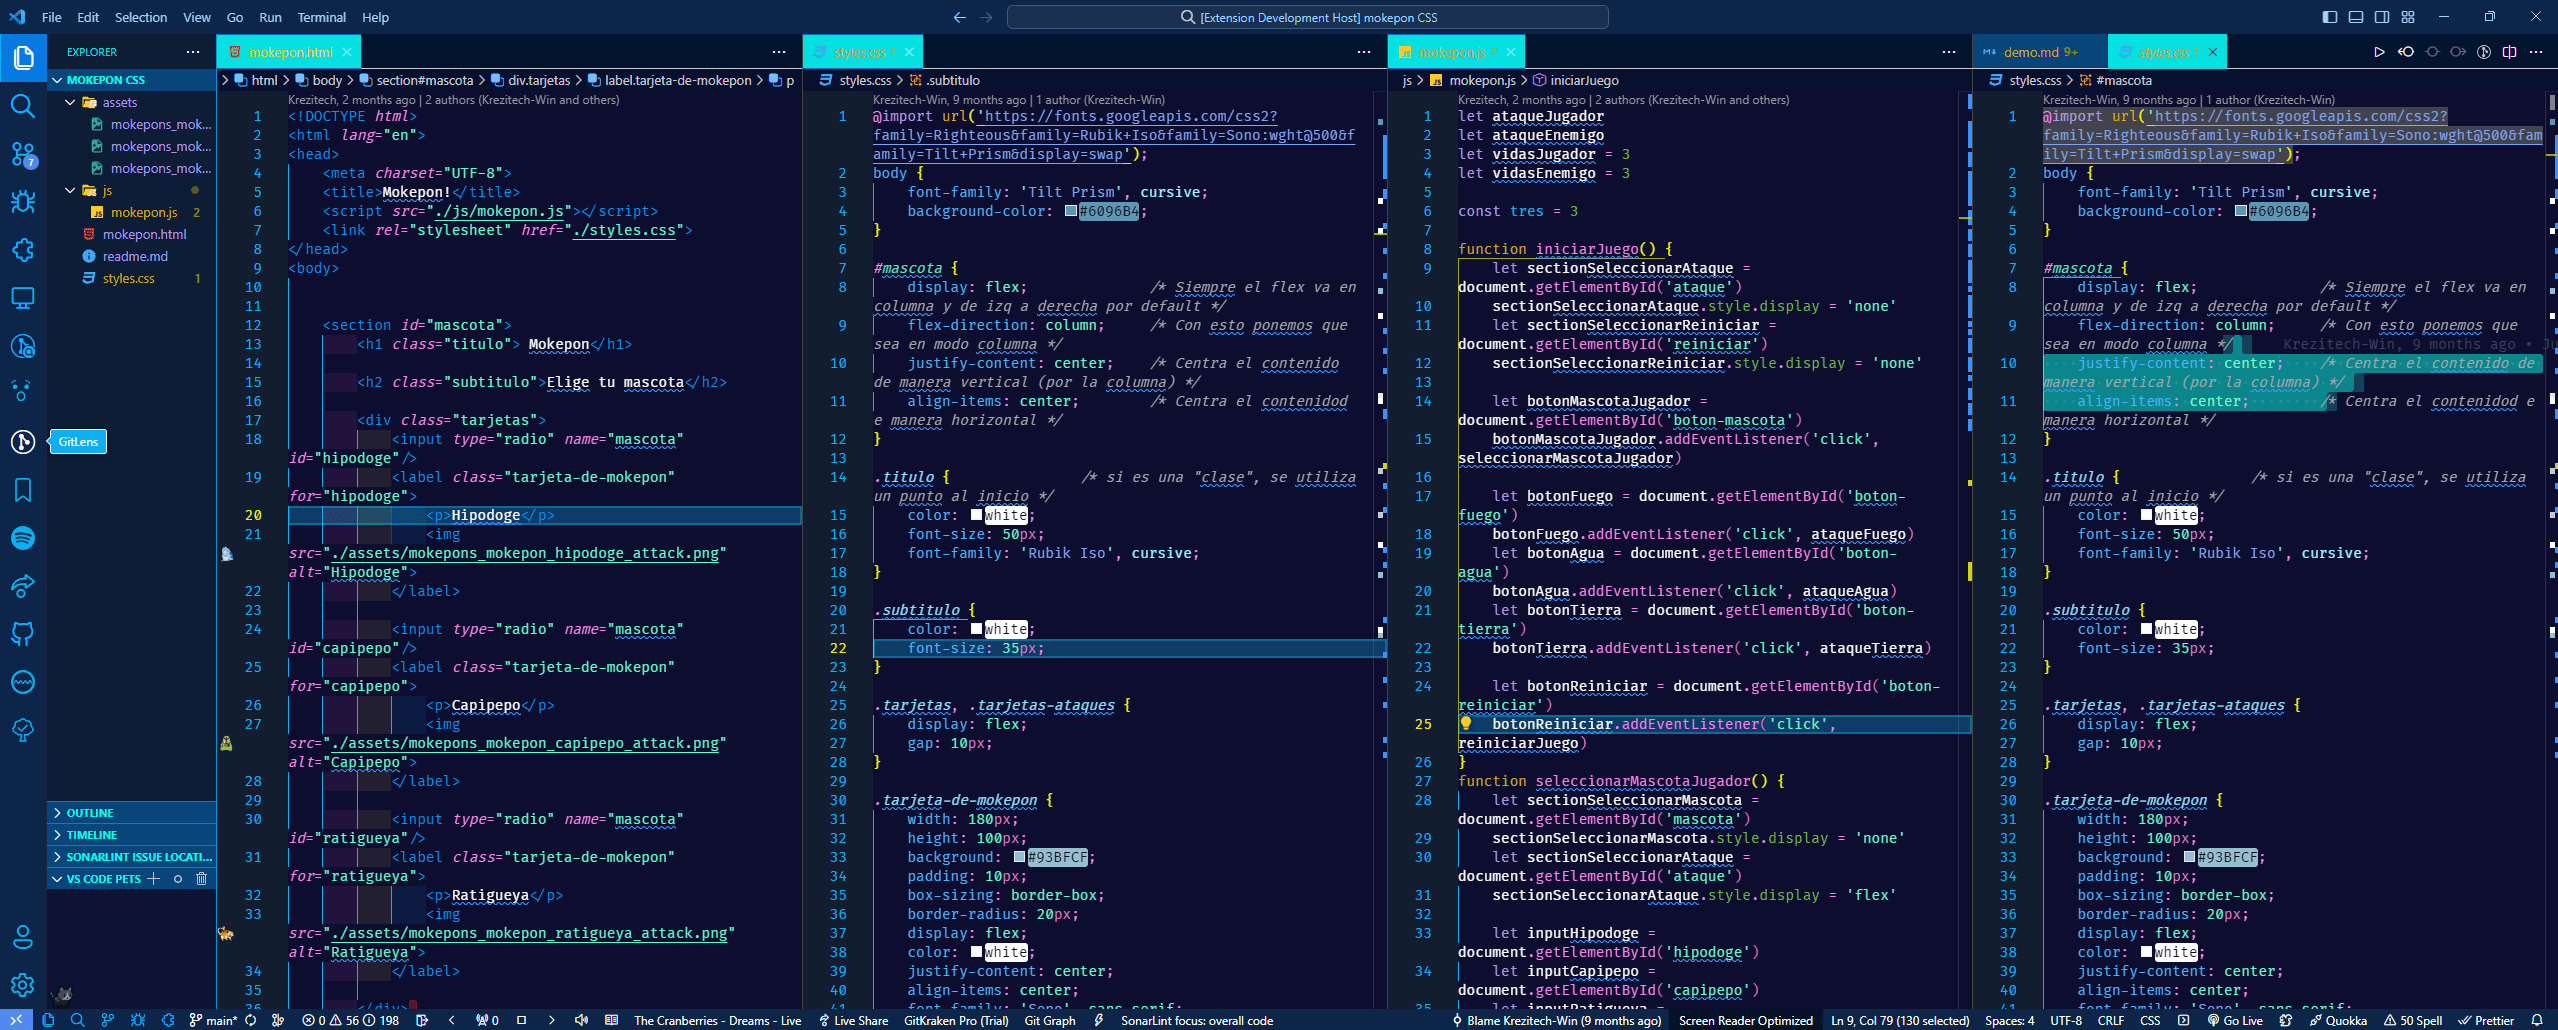 File Edit Selection View Go Run Terminal Help
[Extension Development Host] mokepon CSS
EXPLORER
MOKEPON CSS
assets
mokepons_mok...
mokepons_mok...
mokepons_mok...
js
mokepon.js 2
mokepon.html
readme.md
styles.css 1
OUTLINE
TIMELINE
SONARLINT ISSUE LOCATI...
VS CODE PETS
7
GitLens
mokepon.html
html > body > section#mascota > div.tarjetas > label.tarjeta-de-mokepon > p
Krezitech, 2 months ago | 2 authors (Krezitech-Win and others)
1 <!DOCTYPE html>
2 <html lang="en">
3 <head>
4 <meta charset="UTF-8">
5 <title>Mokepon!</title>
6 <script src="./js/mokepon.js"></script>
7 <link rel="stylesheet" href="./styles.css">
8 </head>
9 <body>
10
11
12 <section id="mascota">
13 <h1 class="titulo"> Mokepon</h1>
14
15 <h2 class="subtitulo">Elige tu mascota</h2>
16
17 <div class="tarjetas">
18 <input type="radio" name="mascota"
id="hipodoge"/>
19 <label class="tarjeta-de-mokepon"
for="hipodoge">
20 <p>Hipodoge</p>
21 <img
src="./assets/mokepons_mokepon_hipodoge_attack.png"
alt="Hipodoge">
22 </label>
23
24 <input type="radio" name="mascota"
id="capipepo"/>
25 <label class="tarjeta-de-mokepon"
for="capipepo">
26 <p>Capipepo</p>
27 <img
src="./assets/mokepons_mokepon_capipepo_attack.png"
alt="Capipepo">
28 </label>
29
30 <input type="radio" name="mascota"
id="ratigueya"/>
31 <label class="tarjeta-de-mokepon"
for="ratigueya">
32 <p>Ratigueya</p>
33 <img
src="./assets/mokepons_mokepon_ratigueya_attack.png"
alt="Ratigueya">
34 </label>
35
36 </div>
styles.css 1
styles.css > .subtitulo
Krezitech-Win, 9 months ago | 1 author (Krezitech-Win)
1 @import url('https://fonts.googleapis.com/css2?
family=Righteous&family=Rubik+Iso&family=Sono:wght@500&f
amily=Tilt+Prism&display=swap');
2 body {
3 font-family: 'Tilt Prism', cursive;
4 background-color: #6096B4;
5 }
6
7 #mascota {
8 display: flex; /* Siempre el flex va en
columna y de izq a derecha por default */
9 flex-direction: column; /* Con esto ponemos que
sea en modo columna */
10 justify-content: center; /* Centra el contenido
de manera vertical (por la columna) */
11 align-items: center; /* Centra el contenidod
e manera horizontal */
12 }
13
14 .titulo { /* si es una "clase", se utiliza
un punto al inicio */
15 color: white;
16 font-size: 50px;
17 font-family: 'Rubik Iso', cursive;
18 }
19
20 .subtitulo {
21 color: white;
22 font-size: 35px;
23 }
24
25 .tarjetas, .tarjetas-ataques {
26 display: flex;
27 gap: 10px;
28 }
29
30 .tarjeta-de-mokepon {
31 width: 180px;
32 height: 100px;
33 background: #93BFCF;
34 padding: 10px;
35 box-sizing: border-box;
36 border-radius: 20px;
37 display: flex;
38 color: white;
39 justify-content: center;
40 align-items: center;
41 font-family: 'Sono', sans-serif;
mokepon.js 2
js > mokepon.js > iniciarJuego
Krezitech, 2 months ago | 2 authors (Krezitech-Win and others)
1 let ataqueJugador
2 let ataqueEnemigo
3 let vidasJugador = 3
4 let vidasEnemigo = 3
5
6 const tres = 3
7
8 function iniciarJuego() {
9 let sectionSeleccionarAtaque =
document.getElementById('ataque')
10 sectionSeleccionarAtaque.style.display = 'none'
11 let sectionSeleccionarReiniciar =
document.getElementById('reiniciar')
12 sectionSeleccionarReiniciar.style.display = 'none'
13
14 let botonMascotaJugador =
document.getElementById('boton-mascota')
15 botonMascotaJugador.addEventListener('click',
seleccionarMascotaJugador)
16
17 let botonFuego = document.getElementById('boton-
fuego')
18 botonFuego.addEventListener('click', ataqueFuego)
19 let botonAgua = document.getElementById('boton-
agua')
20 botonAgua.addEventListener('click', ataqueAgua)
21 let botonTierra = document.getElementById('boton-
tierra')
22 botonTierra.addEventListener('click', ataqueTierra)
23
24 let botonReiniciar = document.getElementById('boton-
reiniciar')
25 botonReiniciar.addEventListener('click',
reiniciarJuego)
26 }
27 function seleccionarMascotaJugador() {
28 let sectionSeleccionarMascota =
document.getElementById('mascota')
29 sectionSeleccionarMascota.style.display = 'none'
30 let sectionSeleccionarAtaque =
document.getElementById('ataque')
31 sectionSeleccionarAtaque.style.display = 'flex'
32
33 let inputHipodoge =
document.getElementById('hipodoge')
34 let inputCapipepo =
document.getElementById('capipepo')
35 let inputRatigueya =
demo.md 9+ styles.css 1
styles.css > #mascota
Krezitech-Win, 9 months ago | 1 author (Krezitech-Win)
1 @import url('https://fonts.googleapis.com/css2?
family=Righteous&family=Rubik+Iso&family=Sono:wght@500&fam
ily=Tilt+Prism&display=swap');
2 body {
3 font-family: 'Tilt Prism', cursive;
4 background-color: #6096B4;
5 }
6
7 #mascota {
8 display: flex; /* Siempre el flex va en
columna y de izq a derecha por default */
9 flex-direction: column; /* Con esto ponemos que
sea en modo columna */ Krezitech-Win, 9 months ago • Ju
10 justify-content: center; /* Centra el contenido de
manera vertical (por la columna) */
11 align-items: center; /* Centra el contenidod e
manera horizontal */
12 }
13
14 .titulo { /* si es una "clase", se utiliza
un punto al inicio */
15 color: white;
16 font-size: 50px;
17 font-family: 'Rubik Iso', cursive;
18 }
19
20 .subtitulo {
21 color: white;
22 font-size: 35px;
23 }
24
25 .tarjetas, .tarjetas-ataques {
26 display: flex;
27 gap: 10px;
28 }
29
30 .tarjeta-de-mokepon {
31 width: 180px;
32 height: 100px;
33 background: #93BFCF;
34 padding: 10px;
35 box-sizing: border-box;
36 border-radius: 20px;
37 display: flex;
38 color: white;
39 justify-content: center;
40 align-items: center;
41 font-family: 'Sono', sans-serif;
main* 0 56 198 0 The Cranberries - Dreams - Live Live Share GitKraken Pro (Trial) Git Graph SonarLint focus: overall code Blame Krezitech-Win (9 months ago) Screen Reader Optimized Ln 9, Col 79 (130 selected) Spaces: 4 UTF-8 CRLF CSS Go Live Quokka 50 Spell Prettier